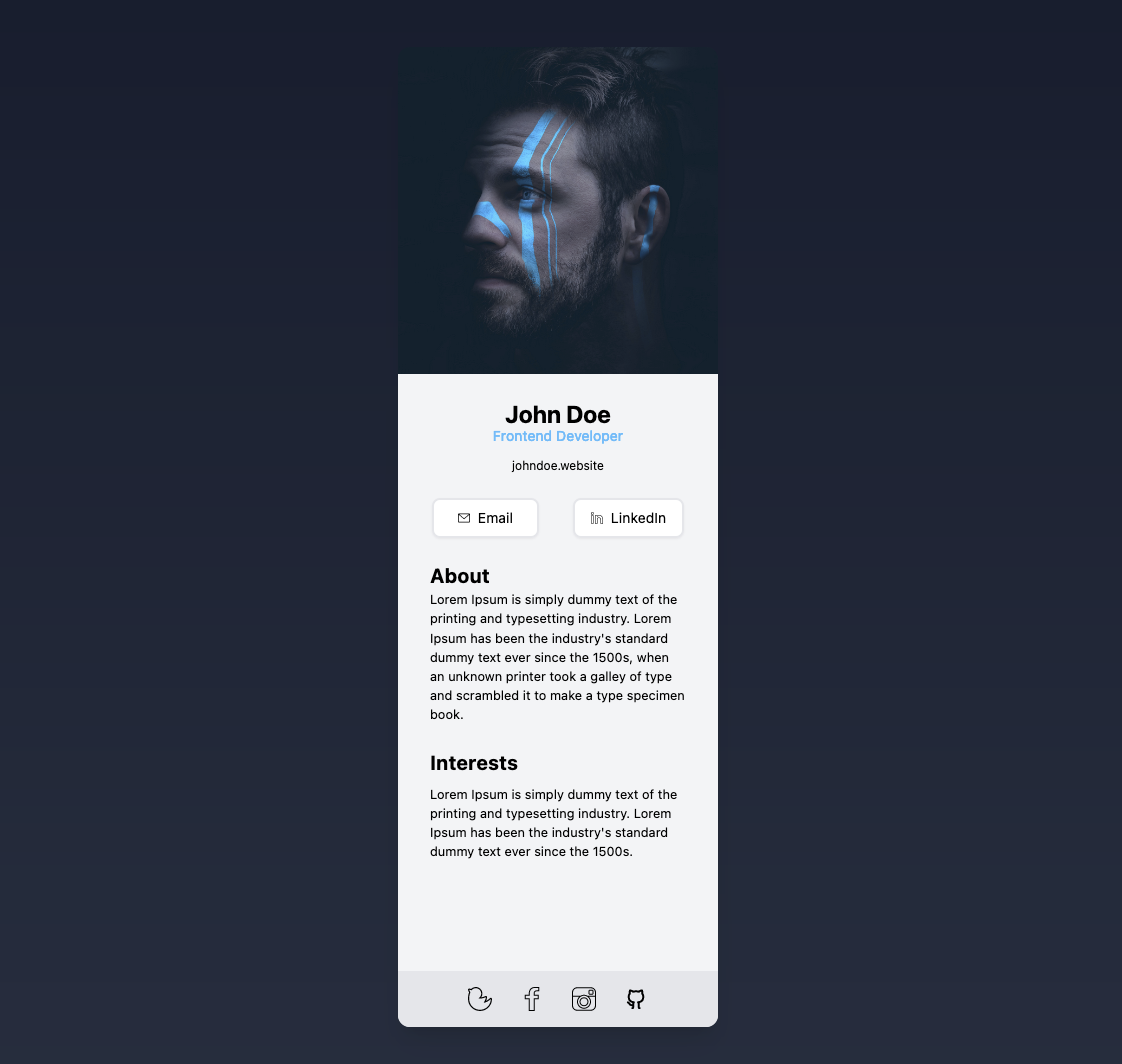 John Doe
Frontend Developer
johndoe.website
Email
LinkedIn
About
Lorem Ipsum is simply dummy text of the
printing and typesetting industry. Lorem
Ipsum has been the industry's standard
dummy text ever since the 1500s, when
an unknown printer took a galley of type
and scrambled it to make a type specimen
book.
Interests
Lorem Ipsum is simply dummy text of the
printing and typesetting industry. Lorem
Ipsum has been the industry's standard
dummy text ever since the 1500s.